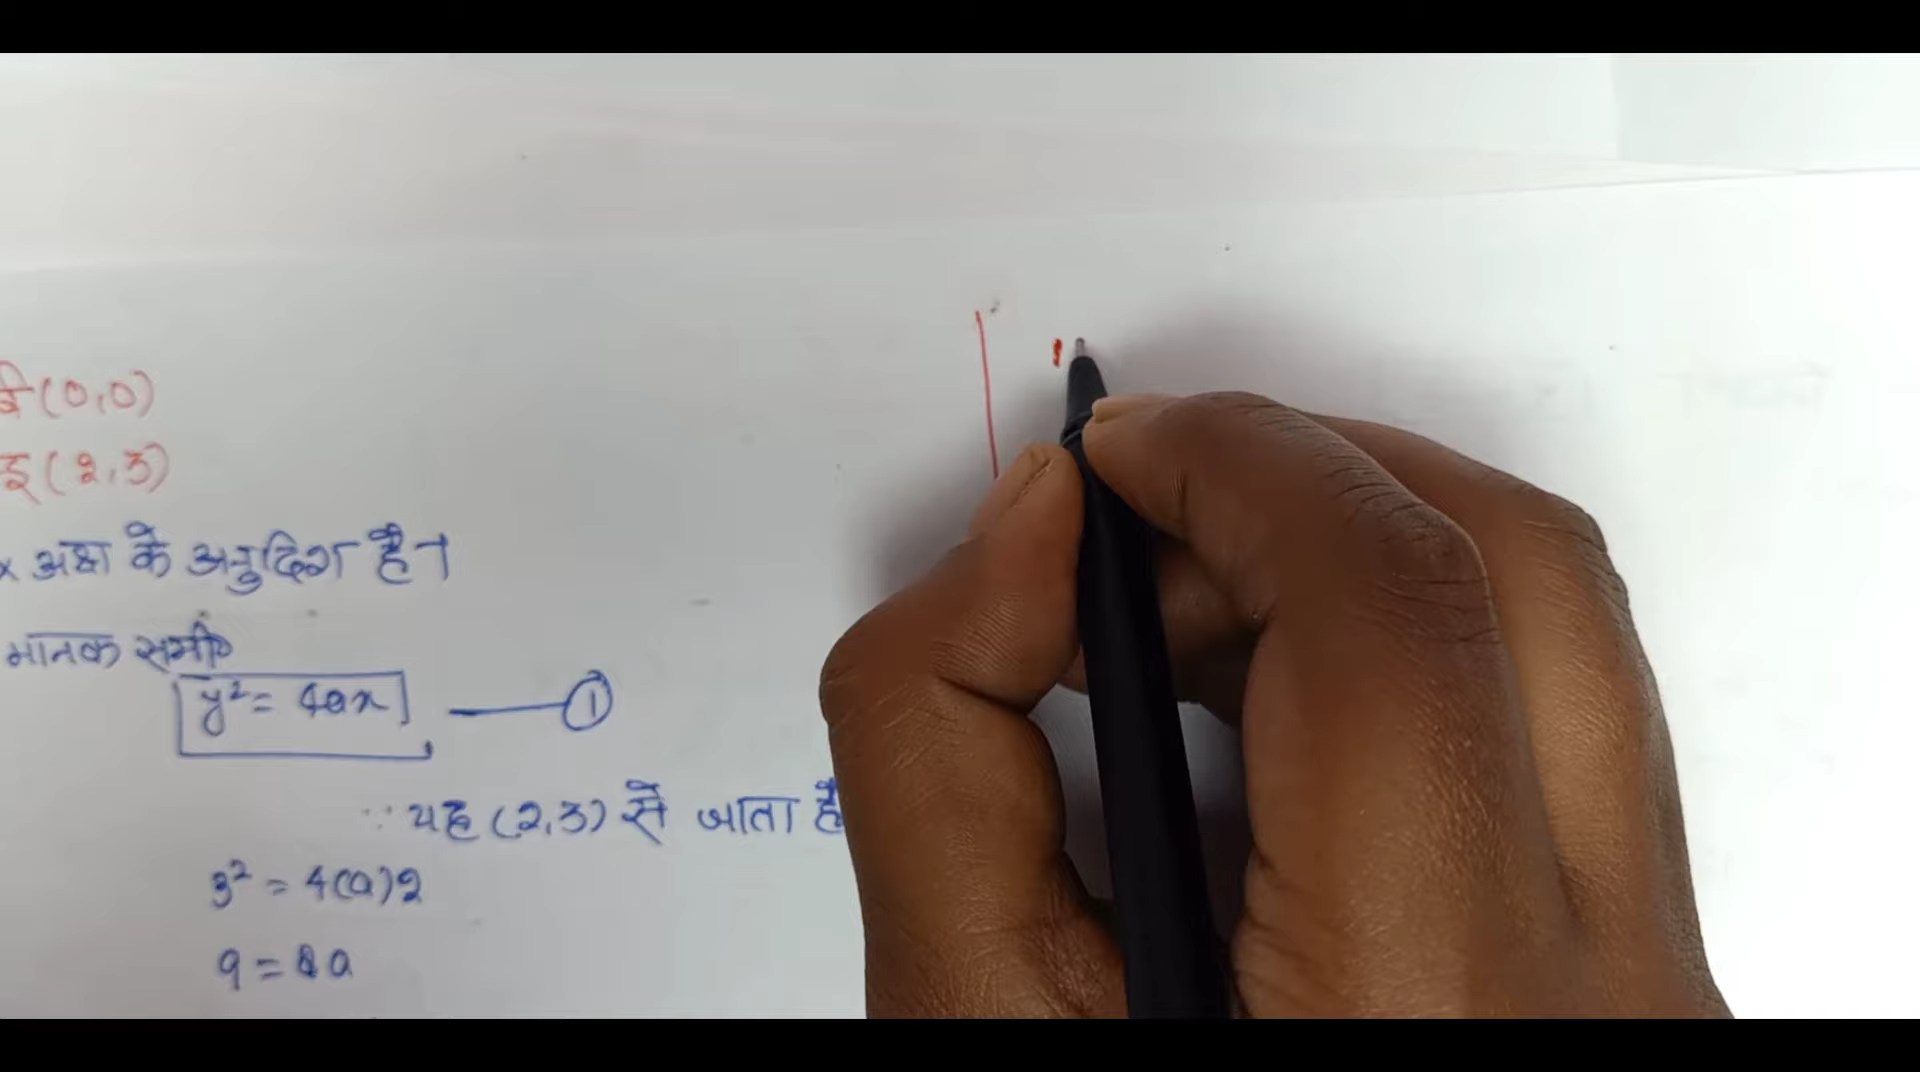 (0,0)
(2,3)
x अक्ष के अनुदिश है।
मानक समी०
y² = 4ax ——— ①
∵ यह (2,3) से जाता है
3² = 4(a)2
9 = 8a